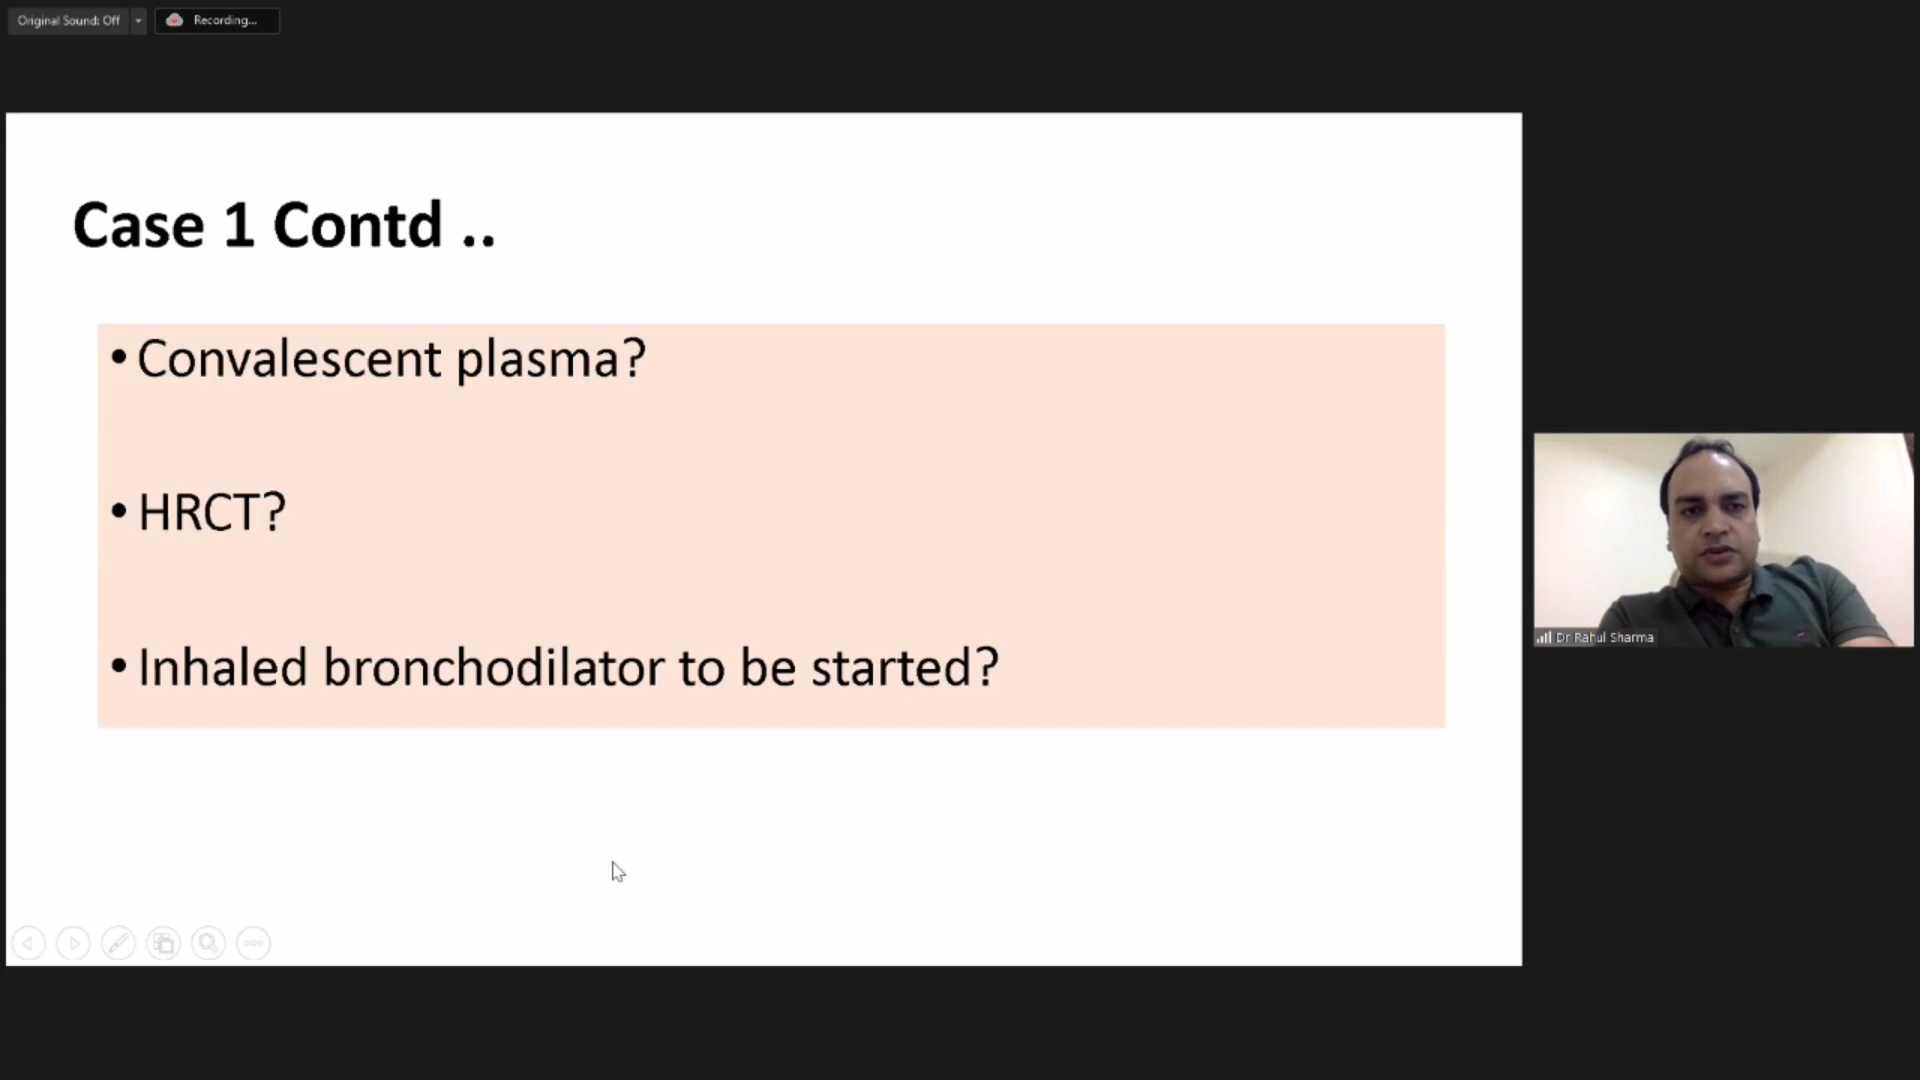 Original Sound: Off
Recording...
Case 1 Contd ..
• Convalescent plasma?
• HRCT?
• Inhaled bronchodilator to be started?
Dr Rahul Sharma